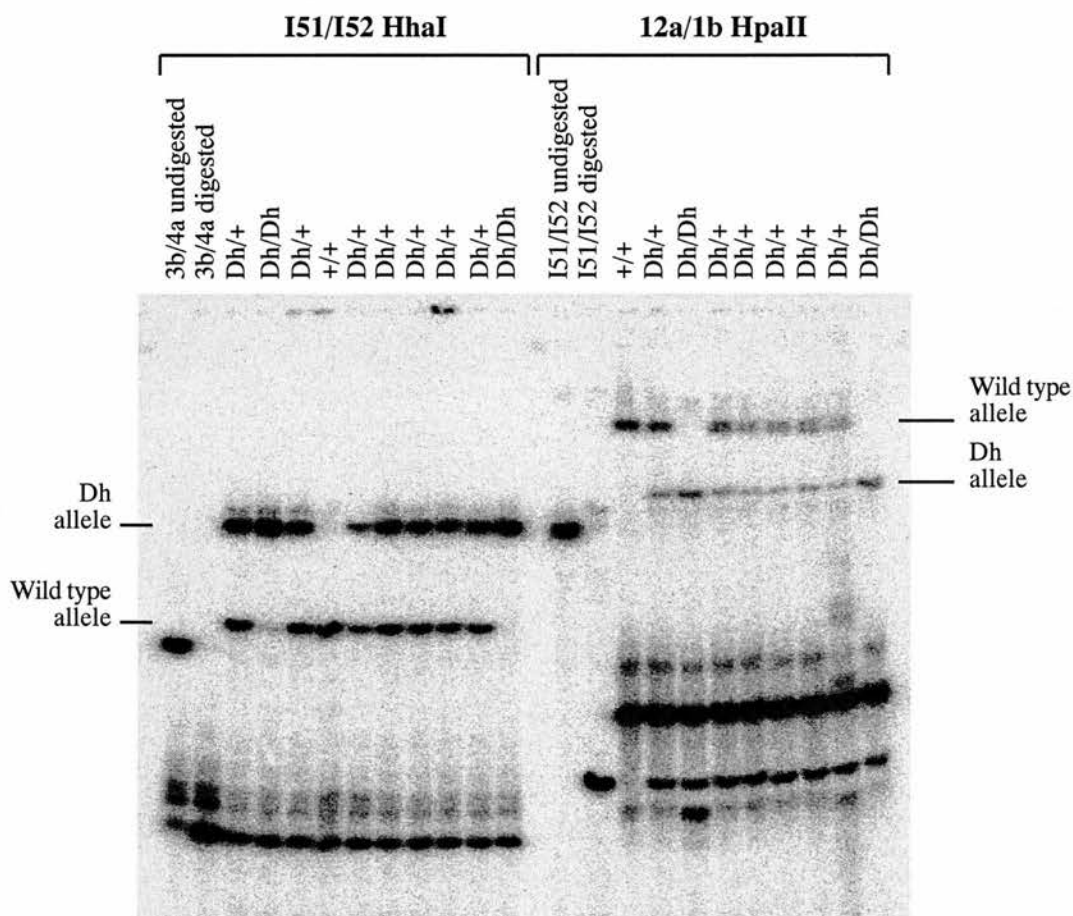 I51/I52 HhaI
12a/1b HpaII
3b/4a undigested
3b/4a digested
Dh/+
Dh/Dh
Dh/+
+/+
Dh/+
Dh/+
Dh/+
Dh/+
Dh/+
Dh/Dh
I51/I52 undigested
I51/I52 digested
+/+
Dh/+
Dh/Dh
Dh/+
Dh/+
Dh/+
Dh/+
Dh/+
Dh/Dh
Dh
allele
Wild type
allele
Wild type
allele
Dh
allele